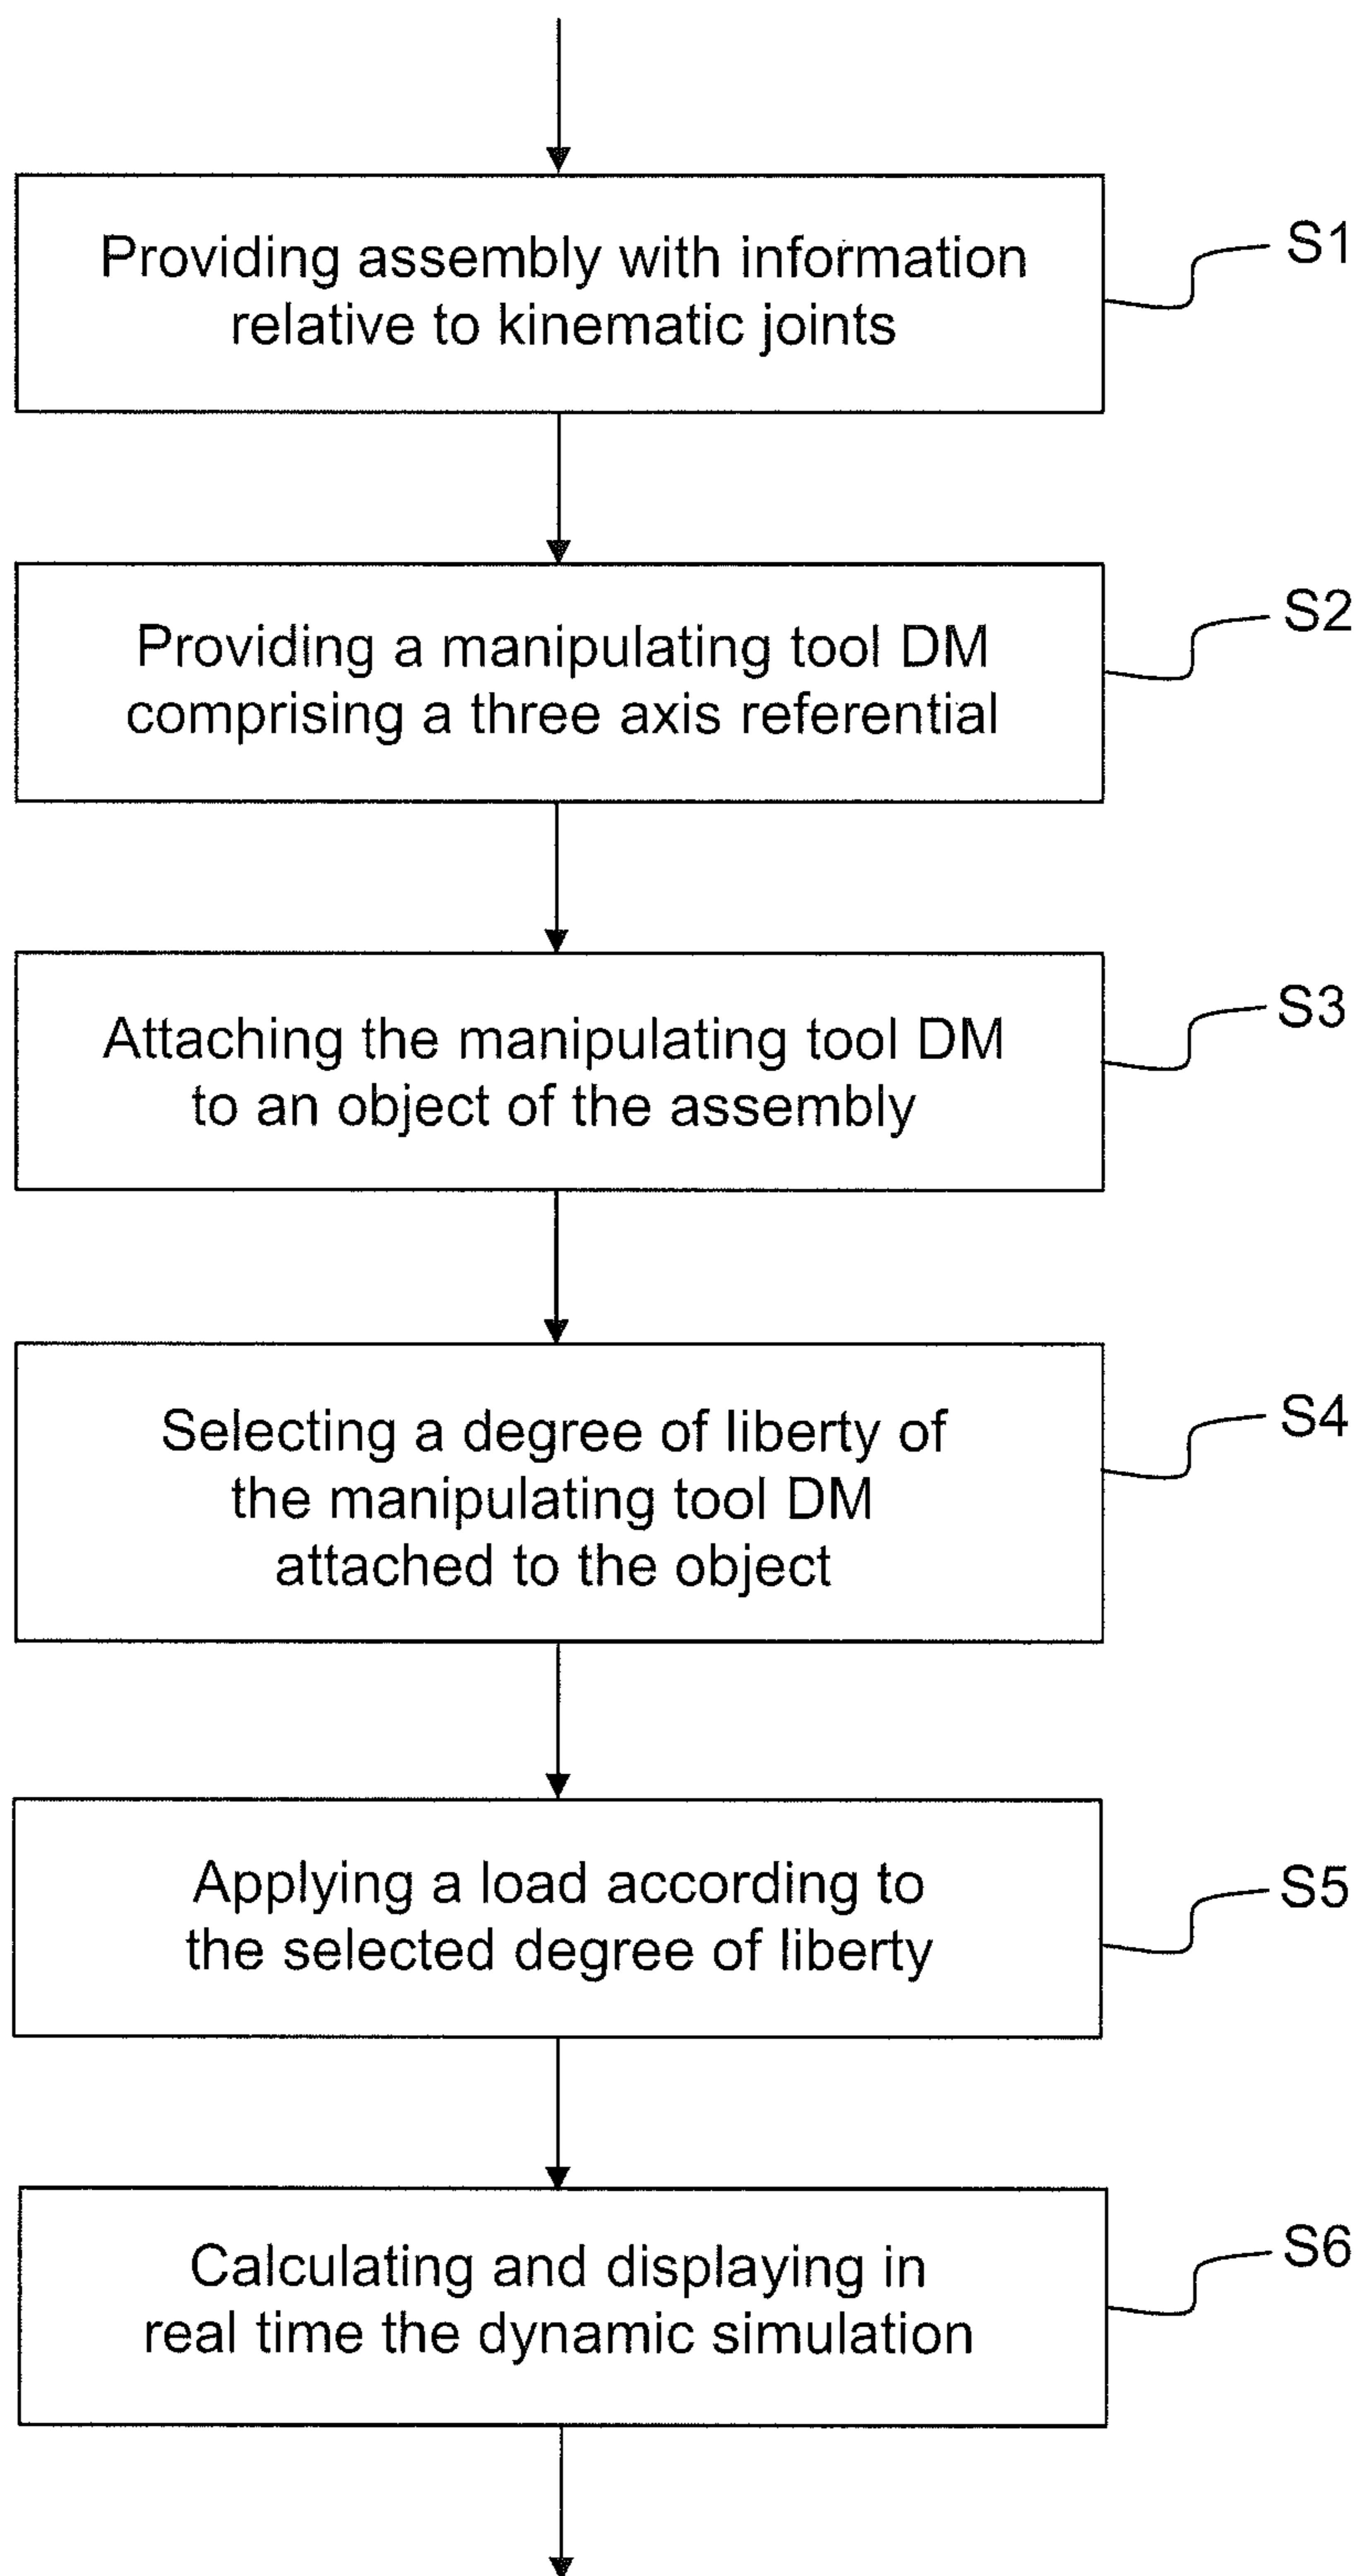 Providing assembly with information
relative to kinematic joints
S1
Providing a manipulating tool DM
comprising a three axis referential
S2
Attaching the manipulating tool DM
to an object of the assembly
S3
Selecting a degree of liberty of
the manipulating tool DM
attached to the object
S4
Applying a load according to
the selected degree of liberty
S5
Calculating and displaying in
real time the dynamic simulation
S6